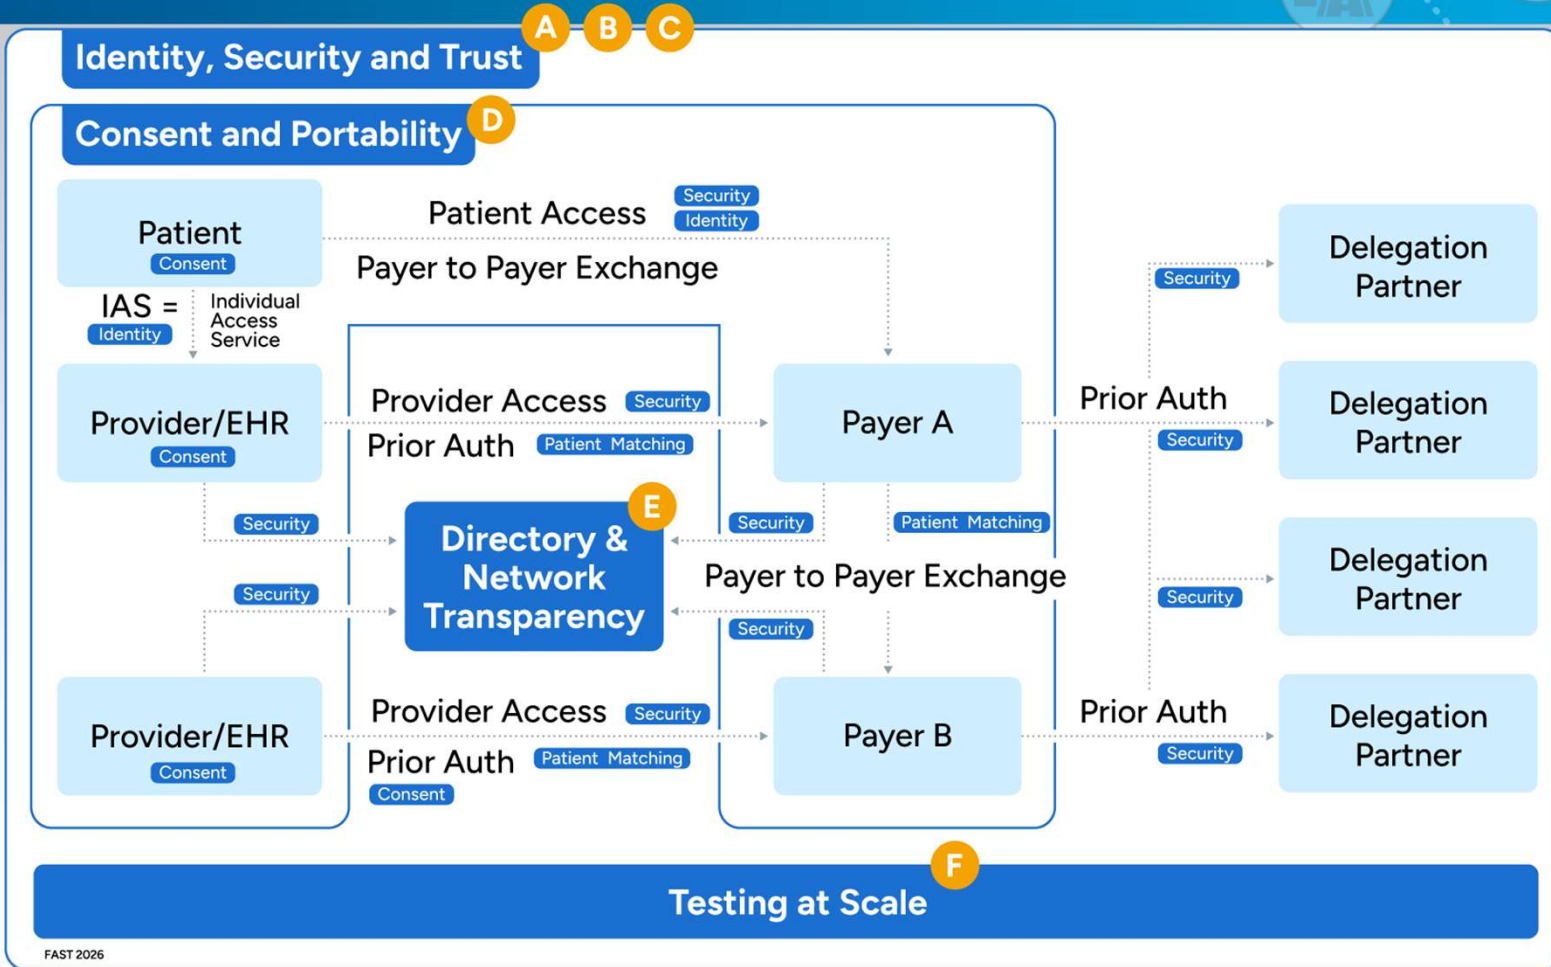 A B C
Identity, Security and Trust
D
Consent and Portability
Patient
Consent
Patient Access
Security
Identity
Payer to Payer Exchange
IAS =
Identity
Individual
Access
Service
Provider/EHR
Consent
Provider Access
Security
Prior Auth
Patient Matching
Payer A
Prior Auth
Security
Security
Security
Security
Delegation
Partner
Delegation
Partner
Delegation
Partner
Delegation
Partner
Security
Security
E
Directory &
Network
Transparency
Security
Patient Matching
Payer to Payer Exchange
Security
Provider/EHR
Consent
Provider Access
Security
Prior Auth
Patient Matching
Consent
Payer B
Prior Auth
F
Testing at Scale
FAST 2026